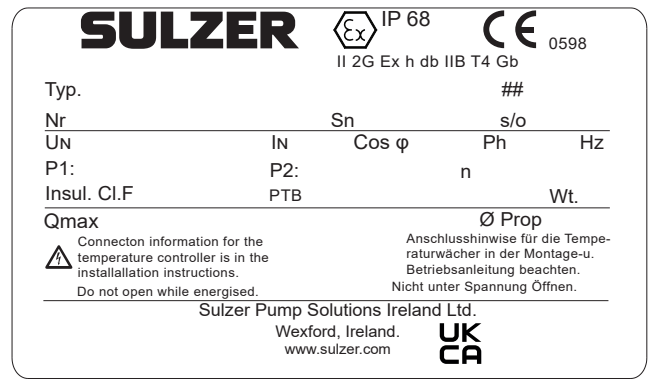 SULZER Ex IP 68 CE 0598
II 2G Ex h db IIB T4 Gb
Typ. ##
Nr Sn s/o
UN IN Cos φ Ph Hz
P1: P2: n
Insul. Cl.F PTB Wt.
Qmax Ø Prop
Connecton information for the
temperature controller is in the
installallation instructions.
Do not open while energised.
Anschlusshinwise für die Tempe-
raturwächer in der Montage-u.
Betriebsanleitung beachten.
Nicht unter Spannung Öffnen.
Sulzer Pump Solutions Ireland Ltd.
Wexford, Ireland.
www.sulzer.com
UK
CA